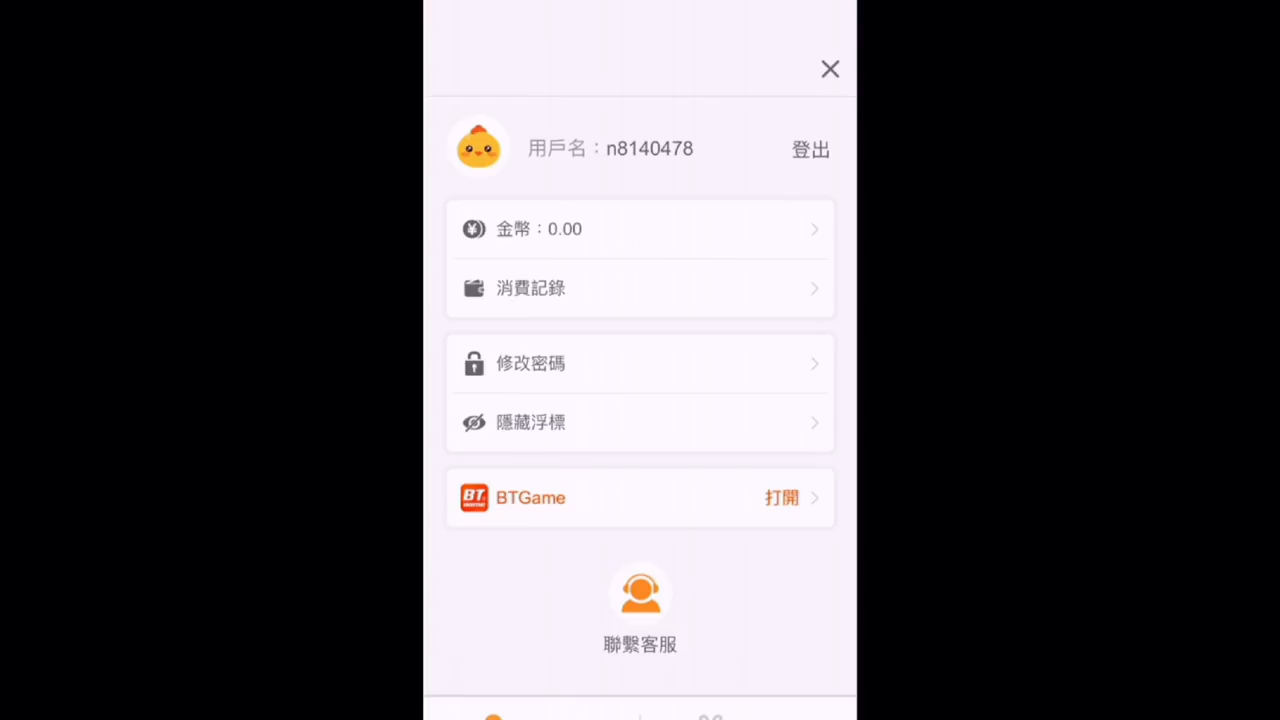 用戶名：n8140478
登出
金幣：0.00
消費記錄
修改密碼
隱藏浮標
BT
BTGame
打開
聯繫客服